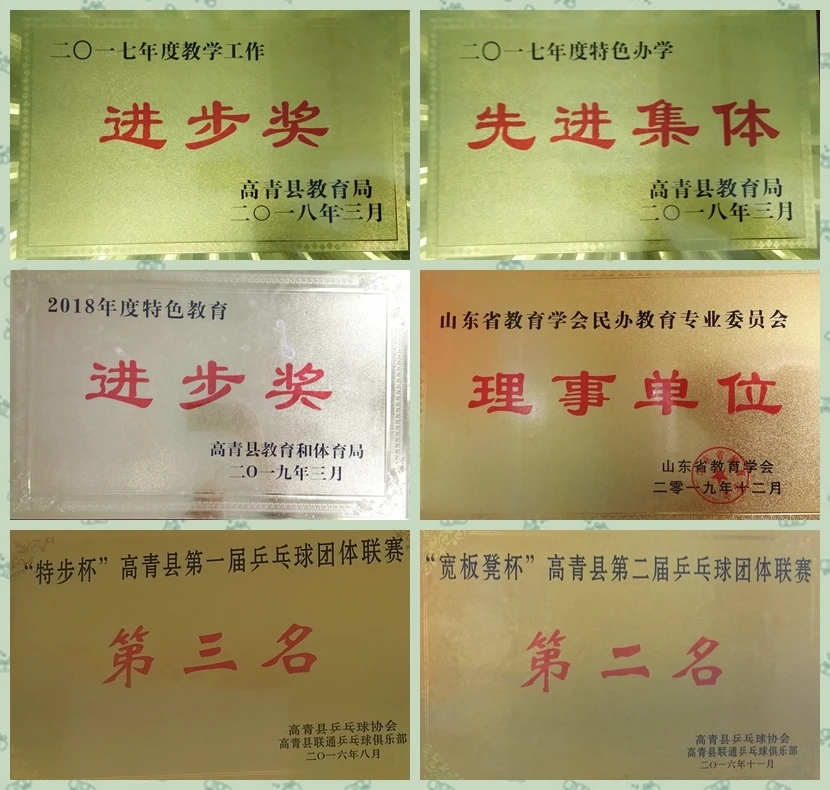 二〇一七年度教学工作
进步奖
高青县教育局
二〇一八年三月
二〇一七年度特色办学
先进集体
高青县教育局
二〇一八年三月
2018年度特色教育
进步奖
高青县教育和体育局
二〇一九年三月
山东省教育学会民办教育专业委员会
理事单位
山东省教育学会
二零一九年十二月
“特步杯”高青县第一届乒乓球团体联赛
第三名
高青县乒乓球协会
高青县联通乒乓球俱乐部
二〇一六年八月
“宽板凳杯”高青县第二届乒乓球团体联赛
第二名
高青县乒乓球协会
高青县联通乒乓球俱乐部
二〇一六年十一月